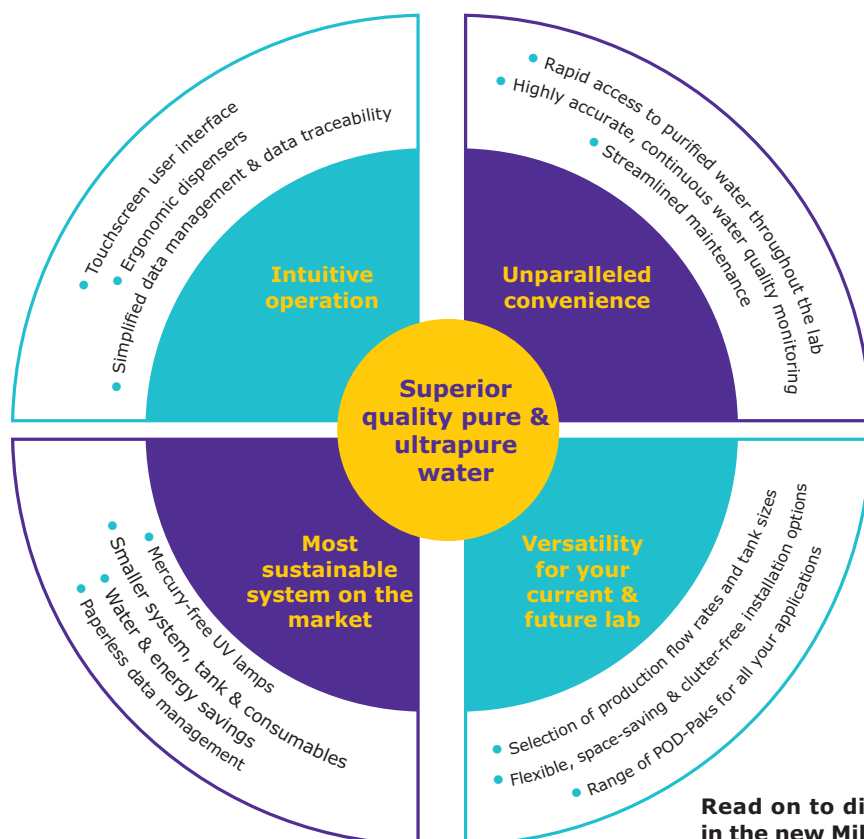 Touchscreen user interface
Ergonomic dispensers
Simplified data management & data traceability
Intuitive
operation
Rapid access to purified water throughout the lab
Highly accurate, continuous water quality monitoring
Streamlined maintenance
Unparalleled
convenience
Superior
quality pure &
ultrapure
water
Most
sustainable
system on the
market
Mercury-free UV lamps
Smaller system, tank & consumables
Water & energy savings
Paperless data management
Versatility
for your
current &
future lab
Selection of production flow rates and tank sizes
Flexible, space-saving & clutter-free installation options
Range of POD-Paks for all your applications
Read on to di
in the new Mil